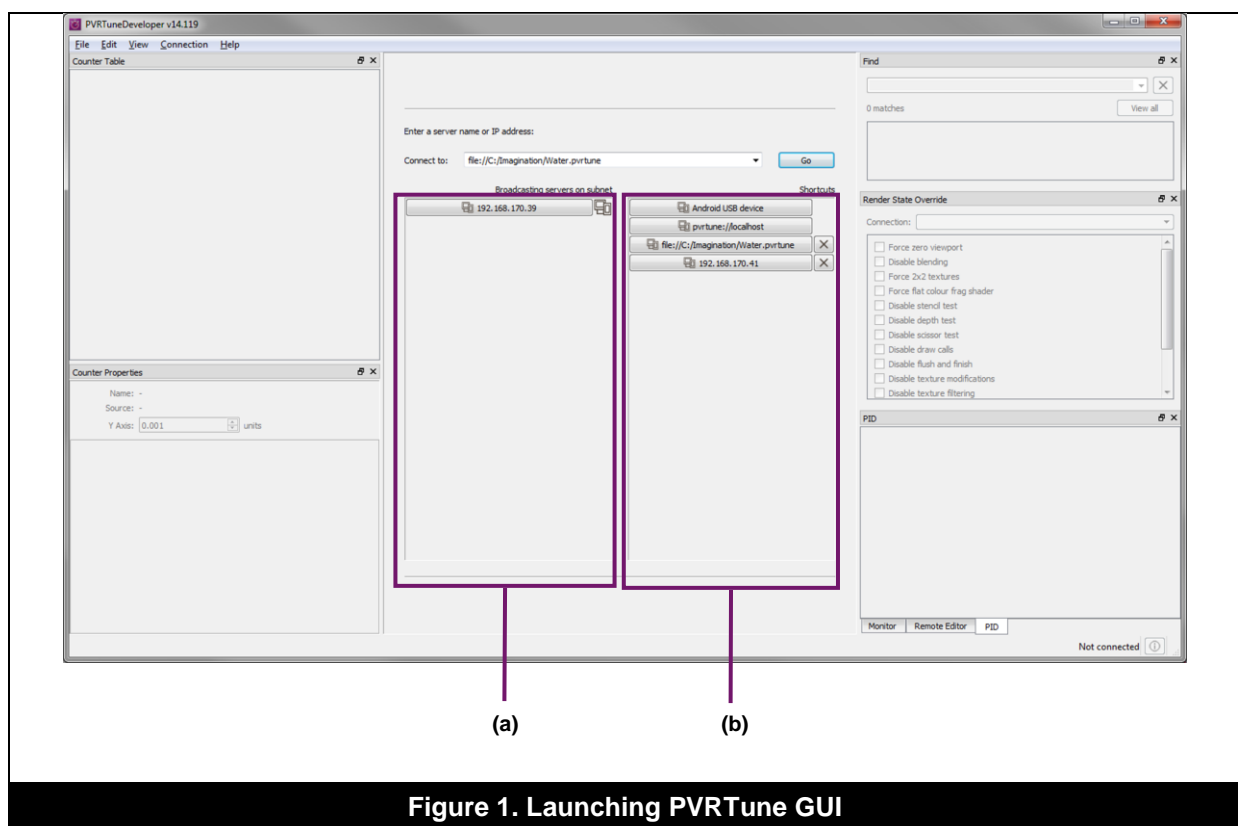 PVRTuneDeveloper v14.119
File Edit View Connection Help
Counter Table
Counter Properties
Name: -
Source: -
Y Axis: 0.001 units
Enter a server name or IP address:
Connect to: file://C:/Imagination/Water.pvrtune Go
Broadcasting servers on subnet
192.168.170.39
Shortcuts
Android USB device
pvrtune://localhost
file://C:/Imagination/Water.pvrtune
192.168.170.41
Find
0 matches View all
Render State Override
Connection:
Force zero viewport
Disable blending
Force 2x2 textures
Force flat colour frag shader
Disable stencil test
Disable depth test
Disable scissor test
Disable draw calls
Disable flush and finish
Disable texture modifications
Disable texture filtering
PID
Monitor Remote Editor PID
Not connected
(a) (b)
Figure 1. Launching PVRTune GUI